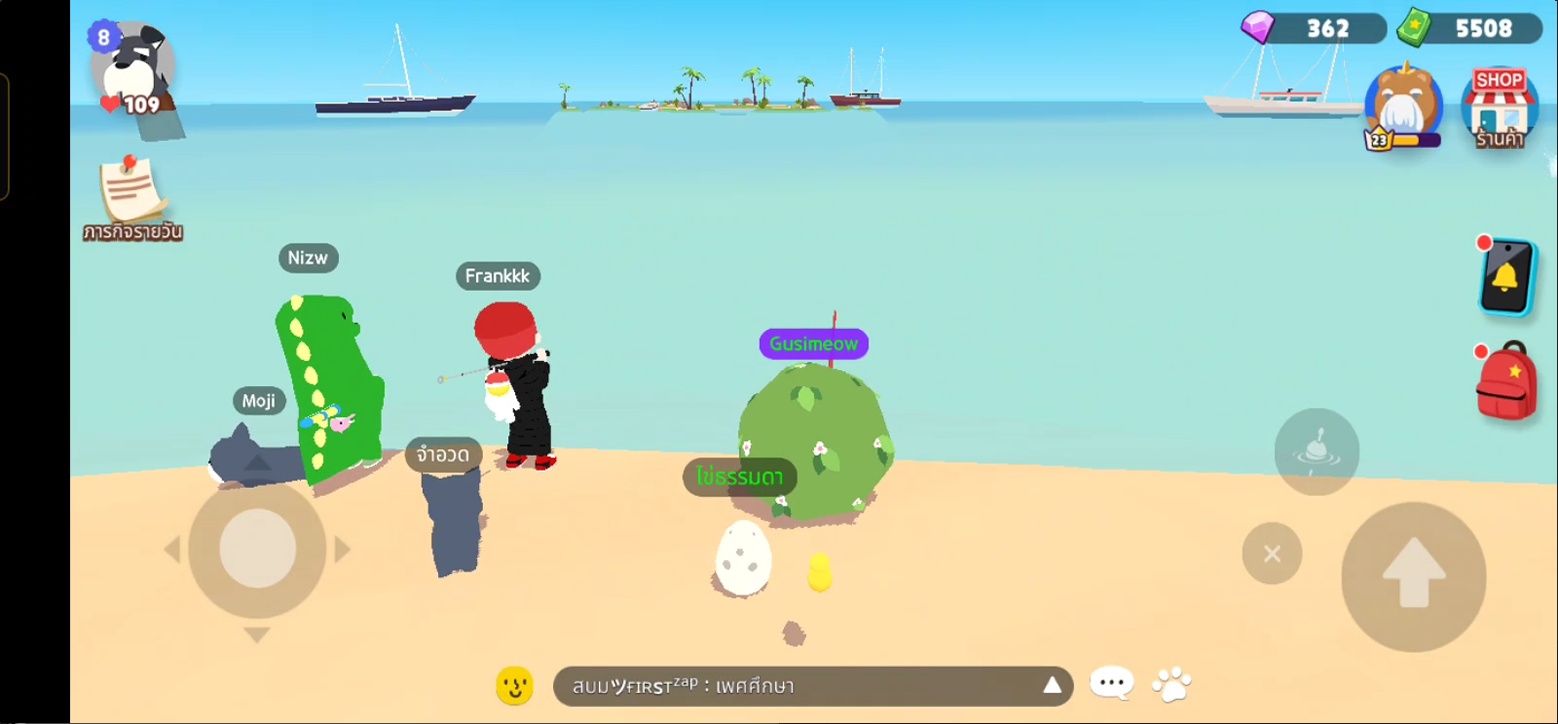 8
109
362
5508
SHOP
ร้านค้า
23
ภารกิจรายวัน
Nizw
Frankkk
Gusimeow
Moji
จำอวด
ไข่ธรรมดา
สบมツFIRSTzap : เพศศึกษา